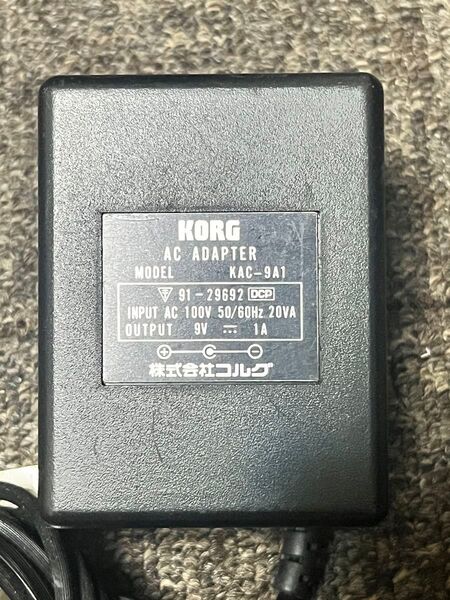 KORG
AC ADAPTER
MODEL KAC-9A1
91-29692 DCP
INPUT AC 100V 50/60Hz 20VA
OUTPUT 9V ⎓ 1A
株式会社コルグ